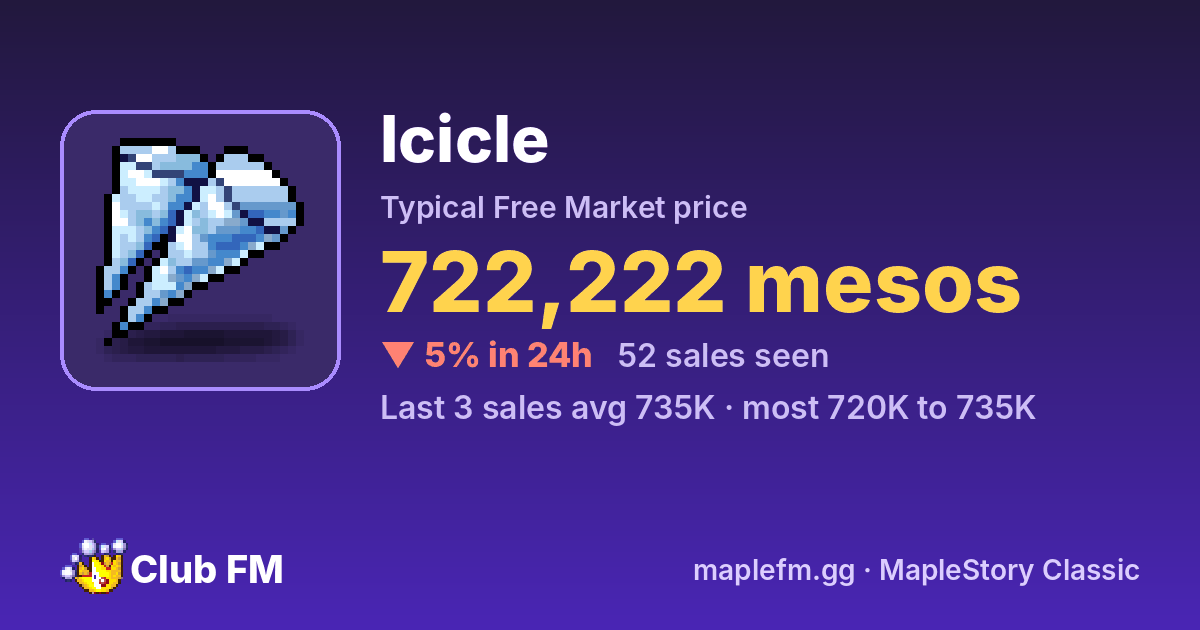 Icicle
Typical Free Market price
722,222 mesos
▼ 5% in 24h 52 sales seen
Last 3 sales avg 735K · most 720K to 735K
Club FM
maplefm.gg · MapleStory Classic